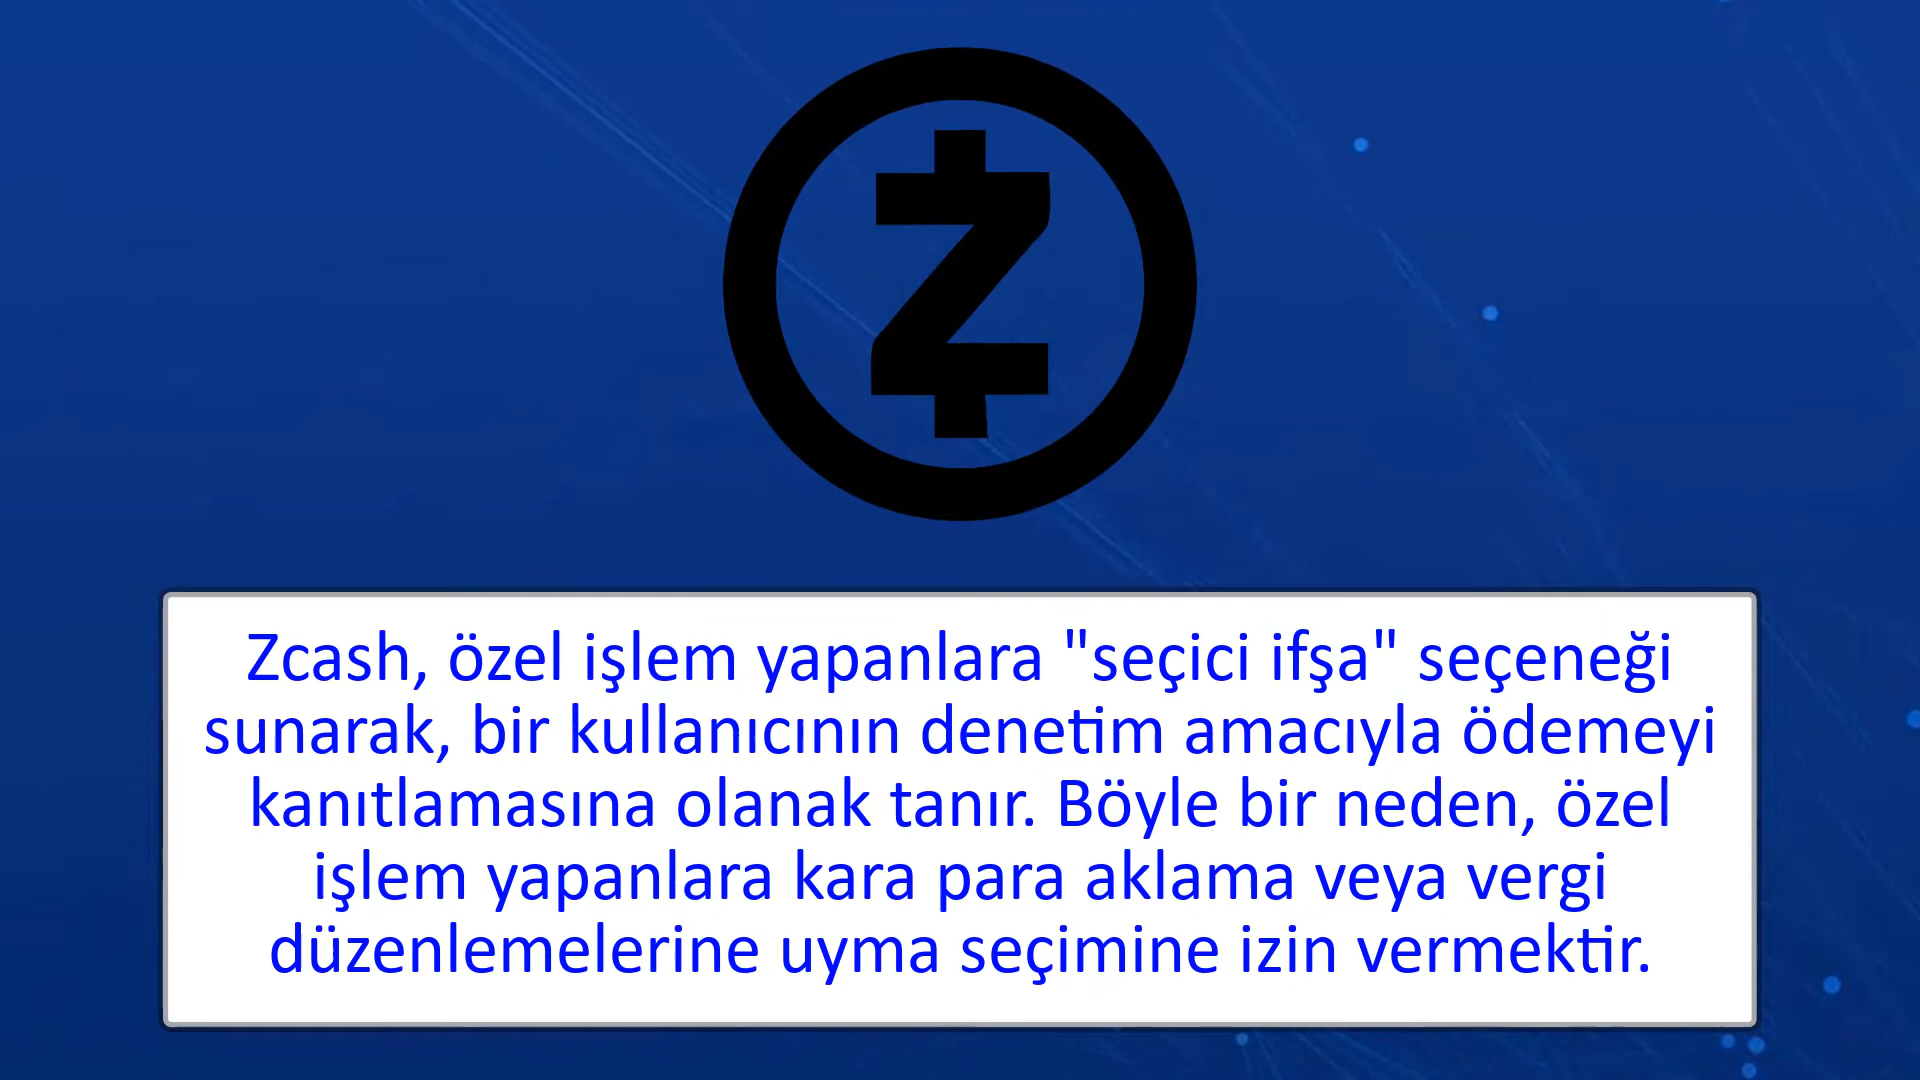 Zcash, özel işlem yapanlara "seçici ifşa" seçeneği
sunarak, bir kullanıcının denetim amacıyla ödemeyi
kanıtlamasına olanak tanır. Böyle bir neden, özel
işlem yapanlara kara para aklama veya vergi
düzenlemelerine uyma seçimine izin vermektir.